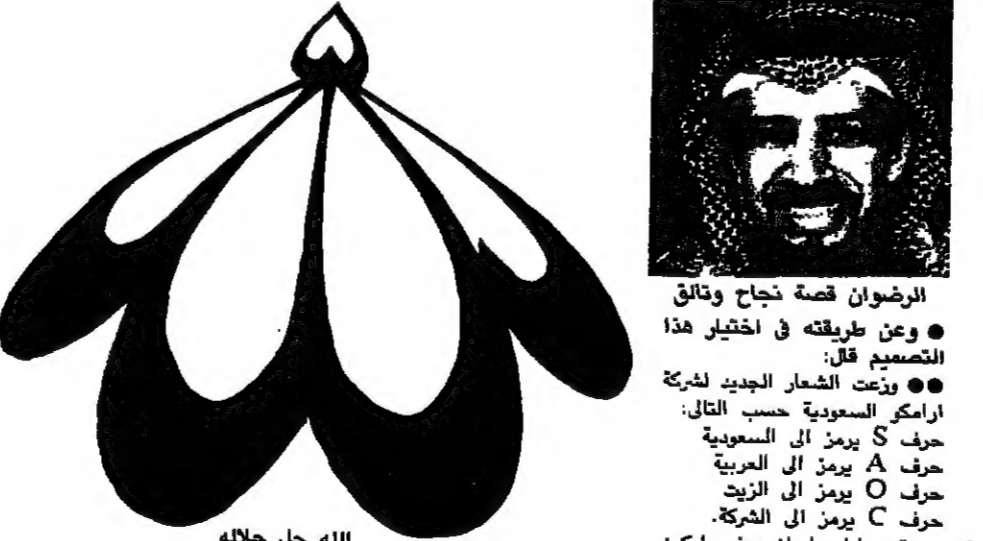 الرضوان قصة نجاح وتالق
● وعن طريقته في اختيار هذا
التصميم قال:
●● وزعت الشعار الجديد لشركة
ارامكو السعودية حسب التالى:
حرف S يرمز الى السعودية
حرف A يرمز الى العربية
حرف O يرمز الى الزيت
حرف C يرمز الى الشركة.
الله جل جلاله